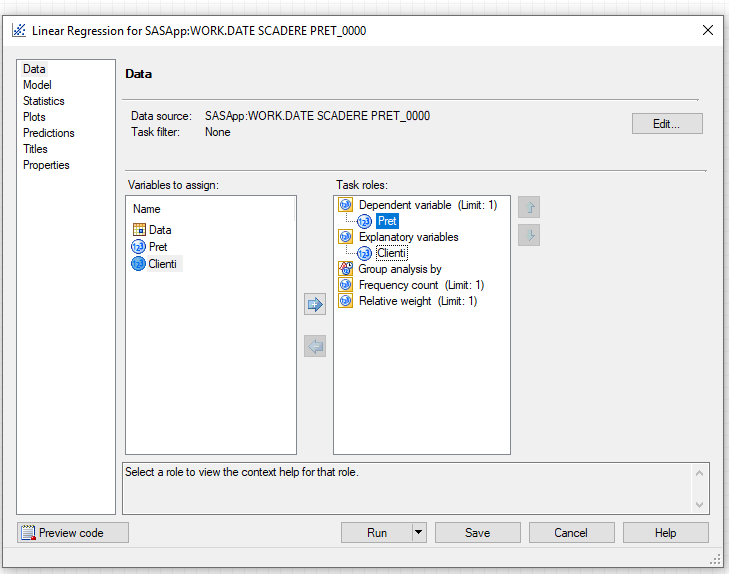 Linear Regression for SASApp:WORK.DATE SCADERE PRET_0000
Data
Model
Statistics
Plots
Predictions
Titles
Properties
Data
Data source: SASApp:WORK.DATE SCADERE PRET_0000
Task filter: None
Edit...
Variables to assign:
Name
Data
Pret
Clienti
Task roles:
Dependent variable (Limit: 1)
Pret
Explanatory variables
Clienti
Group analysis by
Frequency count (Limit: 1)
Relative weight (Limit: 1)
Select a role to view the context help for that role.
Preview code
Run
Save
Cancel
Help